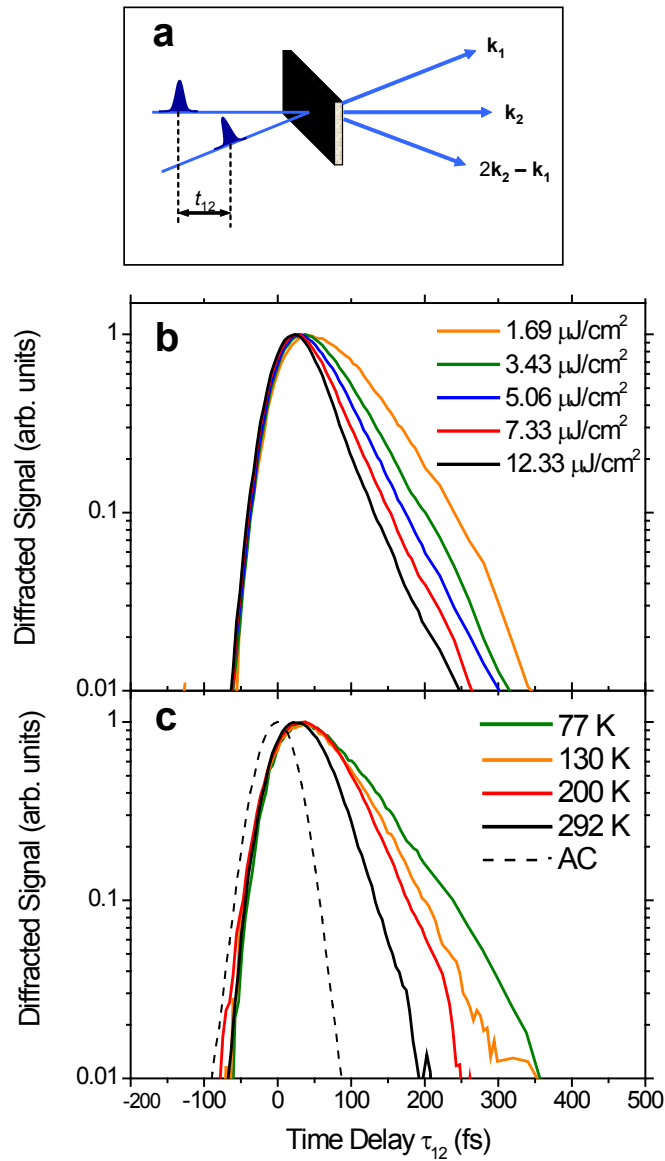 a
k₁
k₂
2k₂ – k₁
t₁₂
b
Diffracted Signal (arb. units)
1
0.1
0.01
1.69 μJ/cm²
3.43 μJ/cm²
5.06 μJ/cm²
7.33 μJ/cm²
12.33 μJ/cm²
c
Diffracted Signal (arb. units)
1
0.1
0.01
77 K
130 K
200 K
292 K
AC
-200 -100 0 100 200 300 400 500
Time Delay τ₁₂ (fs)